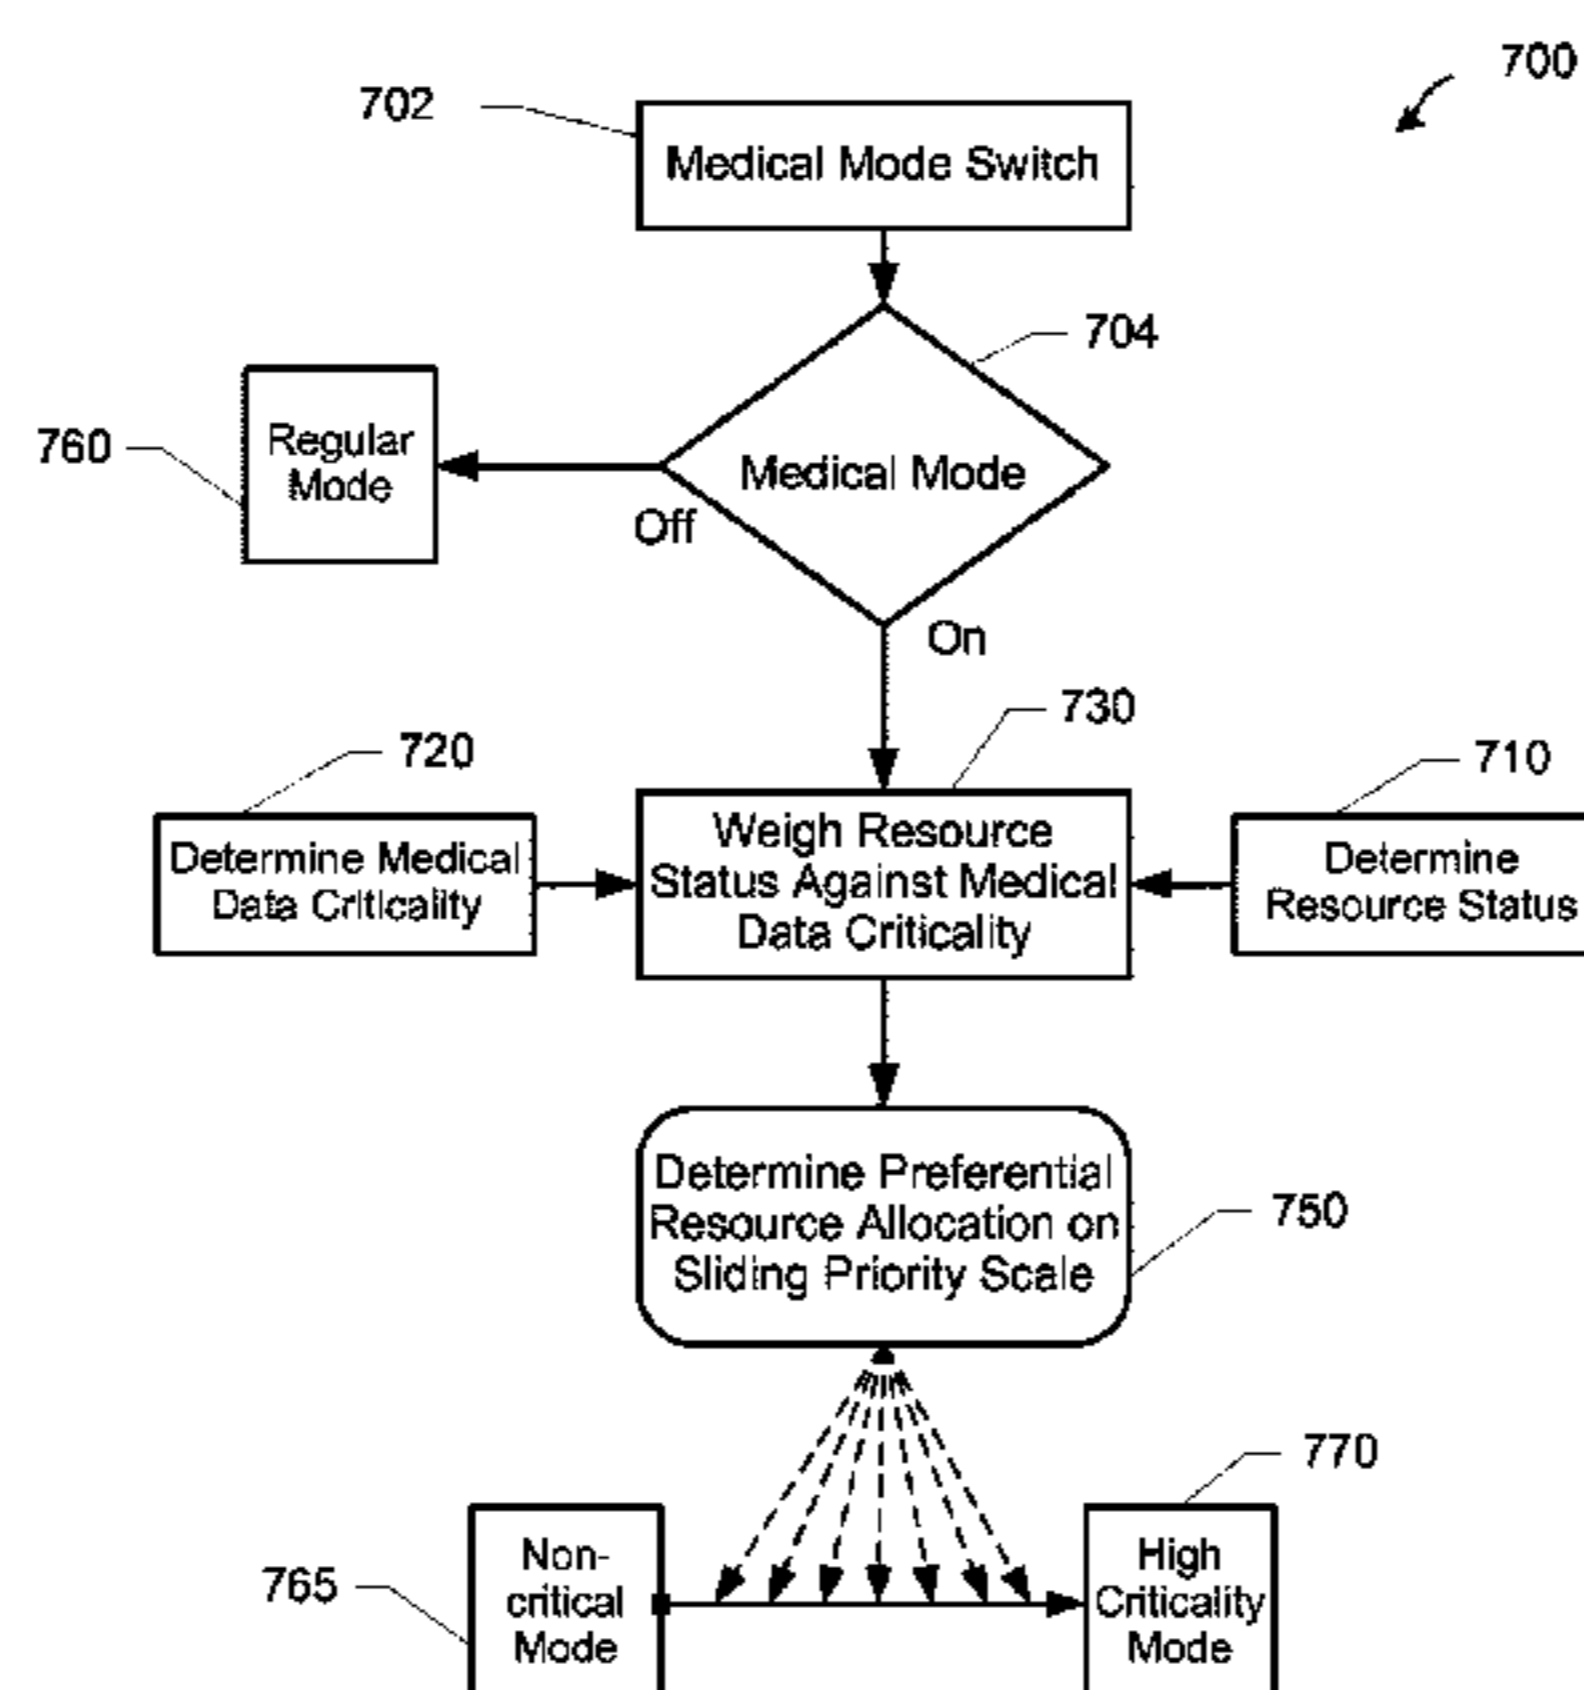 700
702
Medical Mode Switch
704
760
Regular
Mode
Medical Mode
Off
On
730
720
710
Determine Medical
Data Criticality
Weigh Resource
Status Against Medical
Data Criticality
Determine
Resource Status
Determine Preferential
Resource Allocation on
Sliding Priority Scale
750
770
765
Non-
critical
Mode
High
Criticality
Mode